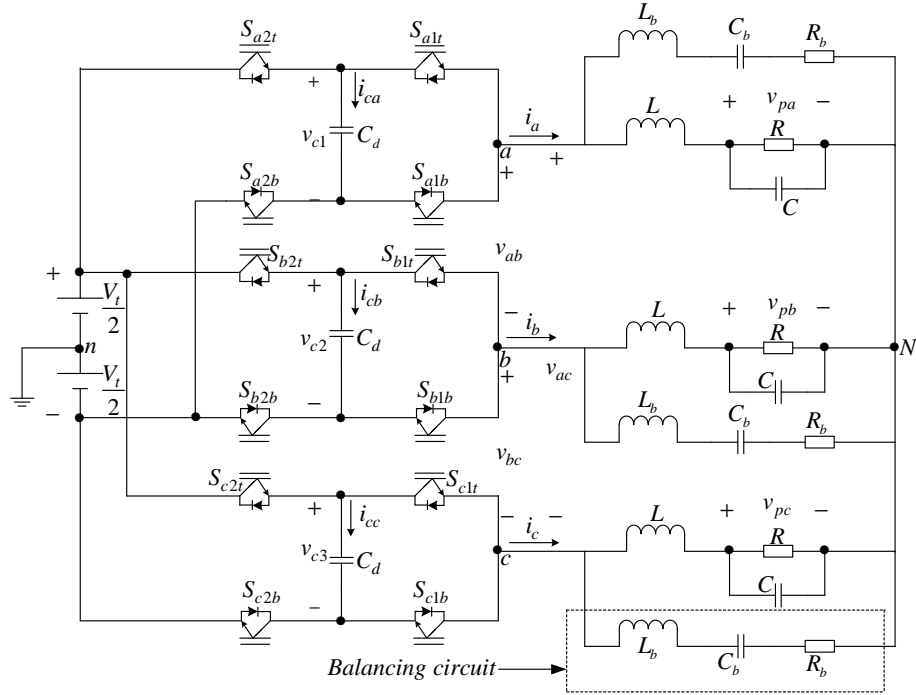 S_{a2t} S_{a1t} L_b C_b R_b
+ i_{ca} + v_{pa} −
v_{c1} C_d i_a L R
a + +
S_{a2b} − S_{a1b} C
S_{b2t} S_{b1t} v_{ab}
+ + i_{cb} − L + v_{pb} −
V_t/2 v_{c2} C_d i_b R
n b v_{ac} C N
V_t/2 + L_b C_b R_b
− S_{b2b} − S_{b1b}
v_{bc}
S_{c2t} S_{c1t}
+ i_{cc} − − L + v_{pc} −
v_{c3} C_d i_c R
c C
S_{c2b} − S_{c1b}
L_b C_b R_b
Balancing circuit